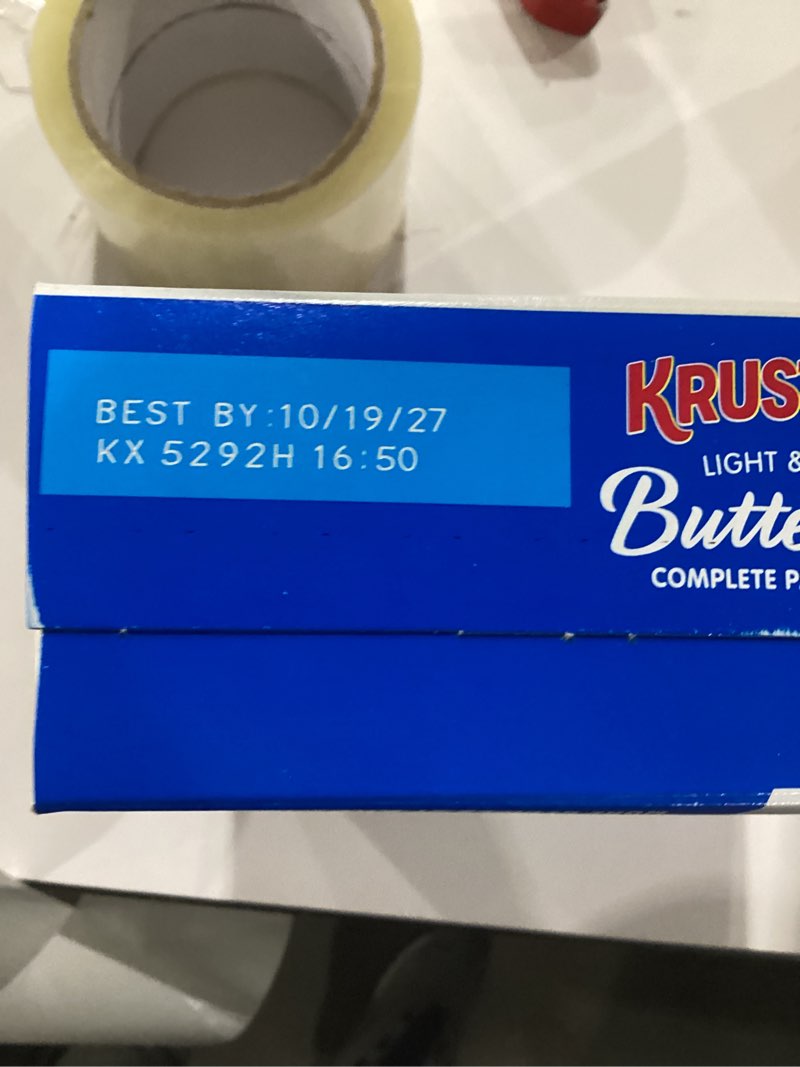 BEST BY:10/19/27
KX 5292H 16:50
KRUS
LIGHT &
Butte
COMPLETE P